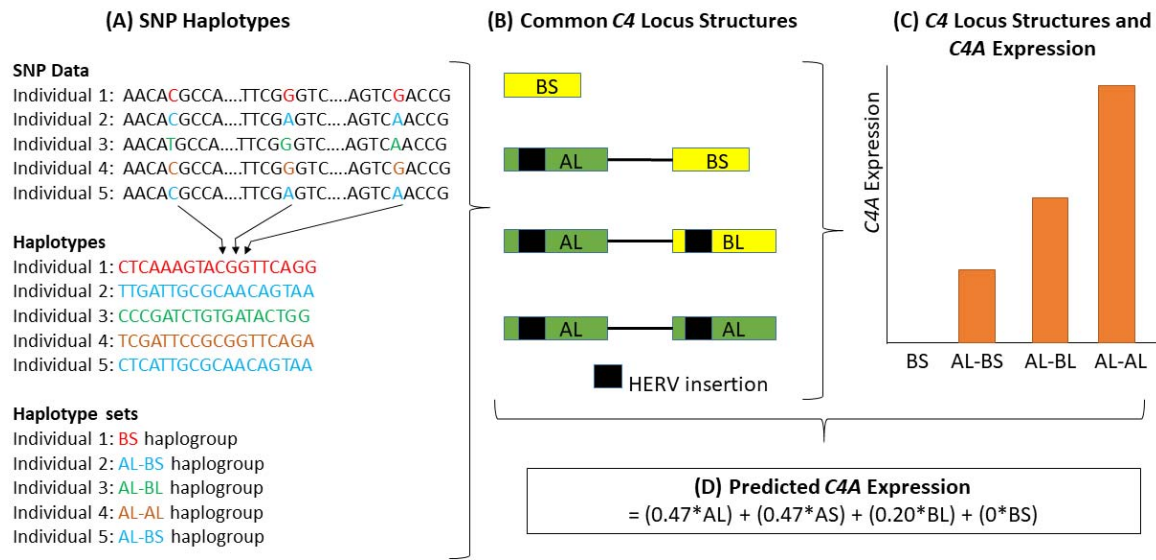 (A) SNP Haplotypes
SNP Data
Individual 1: AACACGCCA....TTCGGGTC....AGTCGACCG
Individual 2: AACACGCCA....TTCGAGTC....AGTCAACCG
Individual 3: AACATGCCA....TTCGGGTC....AGTCAACCG
Individual 4: AACACGCCA....TTCGGGTC....AGTCGACCG
Individual 5: AACACGCCA....TTCGAGTC....AGTCAACCG
Haplotypes
Individual 1: CTCAAAGTACGGTTCAGG
Individual 2: TTGATTGCGCAACAGTAA
Individual 3: CCCGATCTGTGATACTGG
Individual 4: TCGATTCCGCGGTTCAGA
Individual 5: CTCATTGCGCAACAGTAA
Haplotype sets
Individual 1: BS haplogroup
Individual 2: AL-BS haplogroup
Individual 3: AL-BL haplogroup
Individual 4: AL-AL haplogroup
Individual 5: AL-BS haplogroup
(B) Common C4 Locus Structures
BS
AL BS
AL BL
AL AL
HERV insertion
(C) C4 Locus Structures and
C4A Expression
C4A Expression
BS AL-BS AL-BL AL-AL
(D) Predicted C4A Expression
= (0.47*AL) + (0.47*AS) + (0.20*BL) + (0*BS)